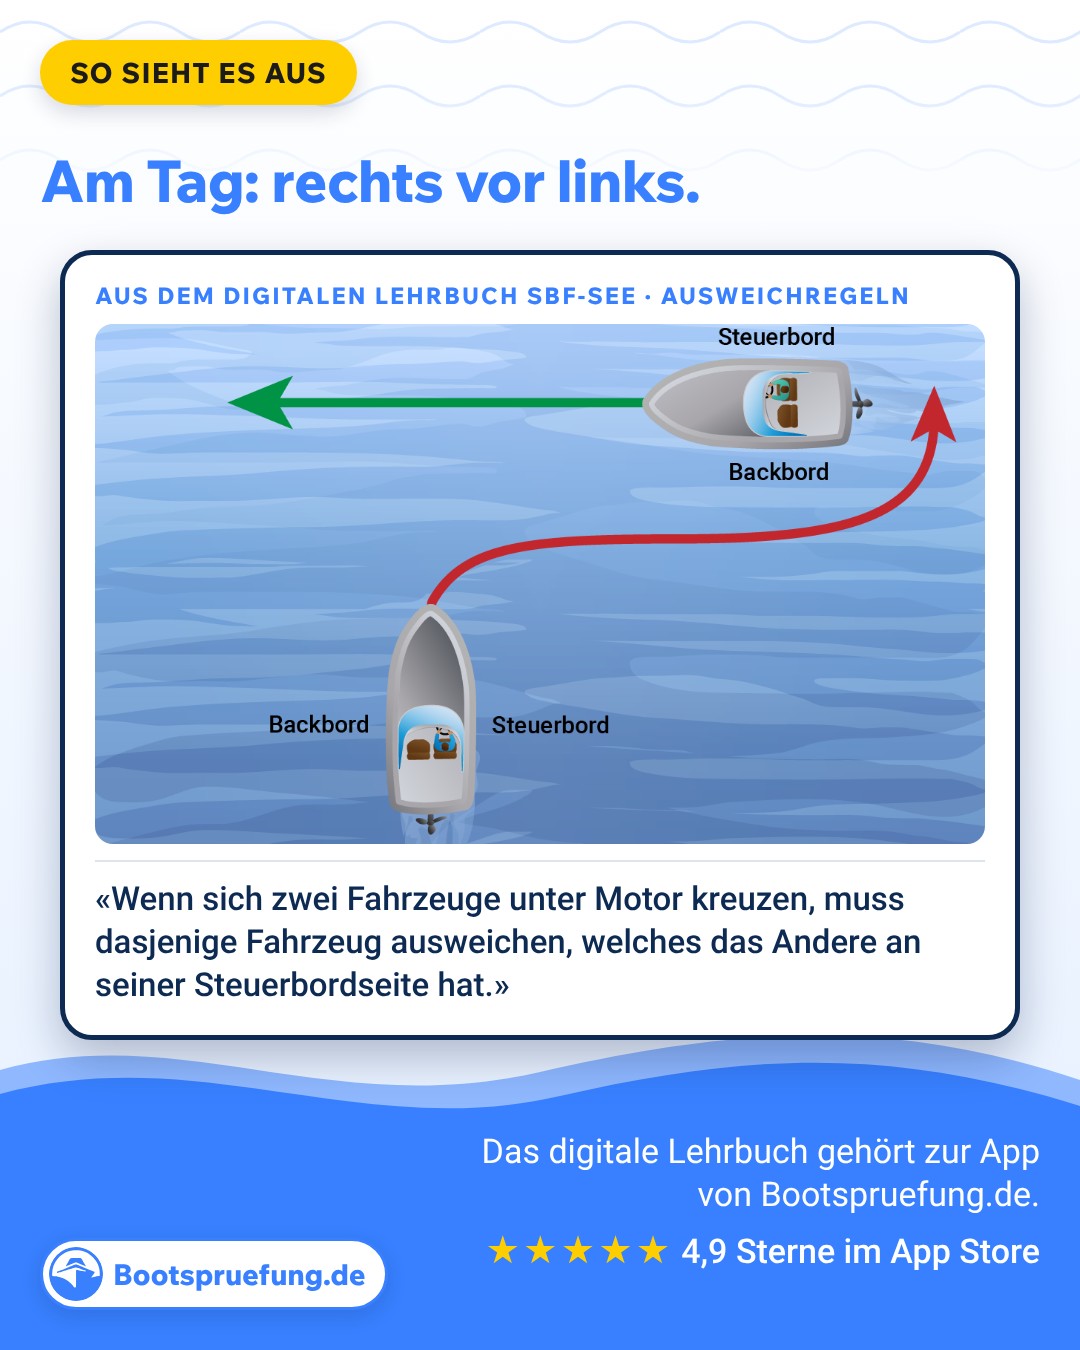 SO SIEHT ES AUS
Am Tag: rechts vor links.
AUS DEM DIGITALEN LEHRBUCH SBF-SEE · AUSWEICHREGELN
Steuerbord
Backbord
Backbord
Steuerbord
«Wenn sich zwei Fahrzeuge unter Motor kreuzen, muss
dasjenige Fahrzeug ausweichen, welches das Andere an
seiner Steuerbordseite hat.»
Das digitale Lehrbuch gehört zur App
von Bootspruefung.de.
★★★★★ 4,9 Sterne im App Store
Bootspruefung.de